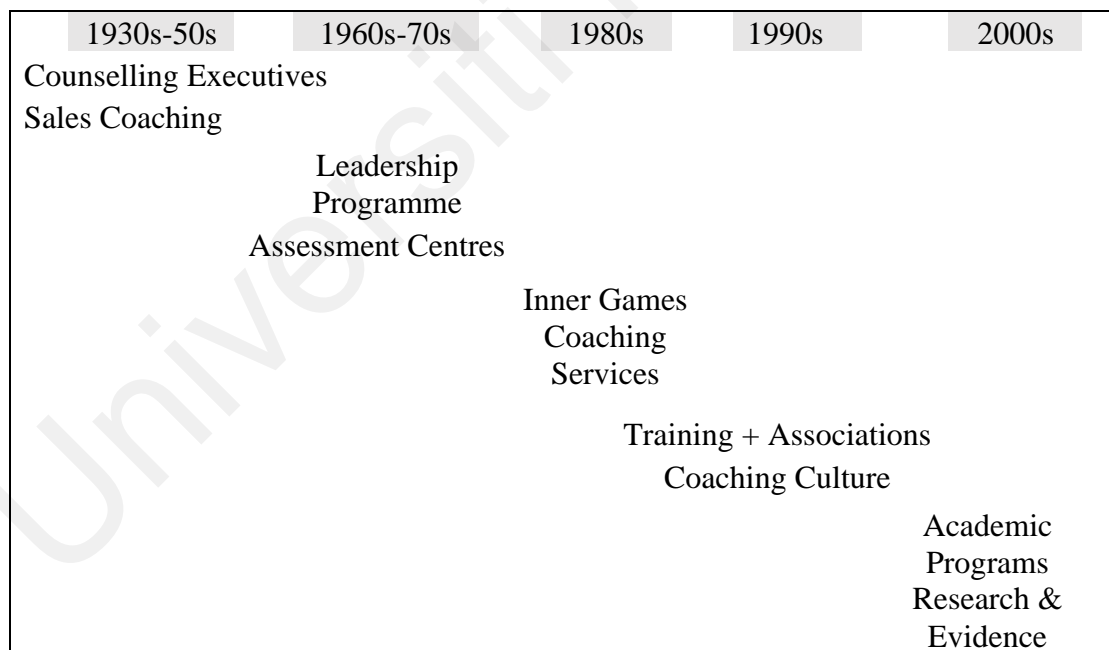 1930s-50s 1960s-70s 1980s 1990s 2000s
Counselling Executives
Sales Coaching
Leadership
Programme
Assessment Centres
Inner Games
Coaching
Services
Training + Associations
Coaching Culture
Academic
Programs
Research &
Evidence
Universiti